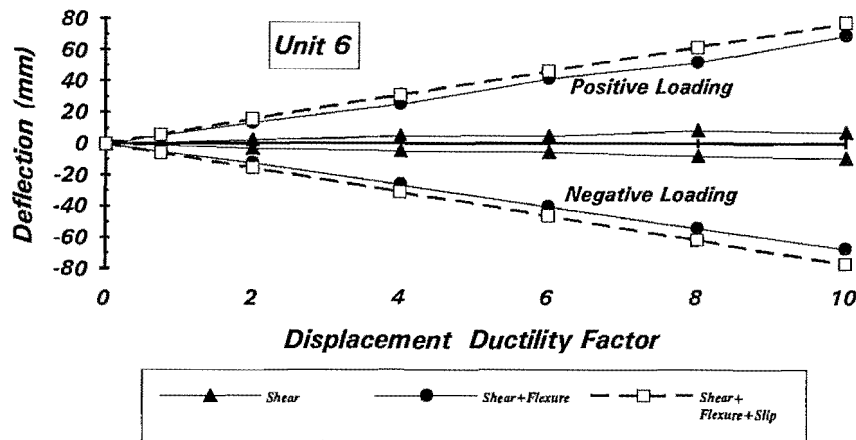 80
60
40
20
0
-20
-40
-60
-80
Deflection (mm)
Unit 6
Positive Loading
Negative Loading
0 2 4 6 8 10
Displacement Ductility Factor
Shear
Shear+Flexure
Shear+
Flexure+Slip